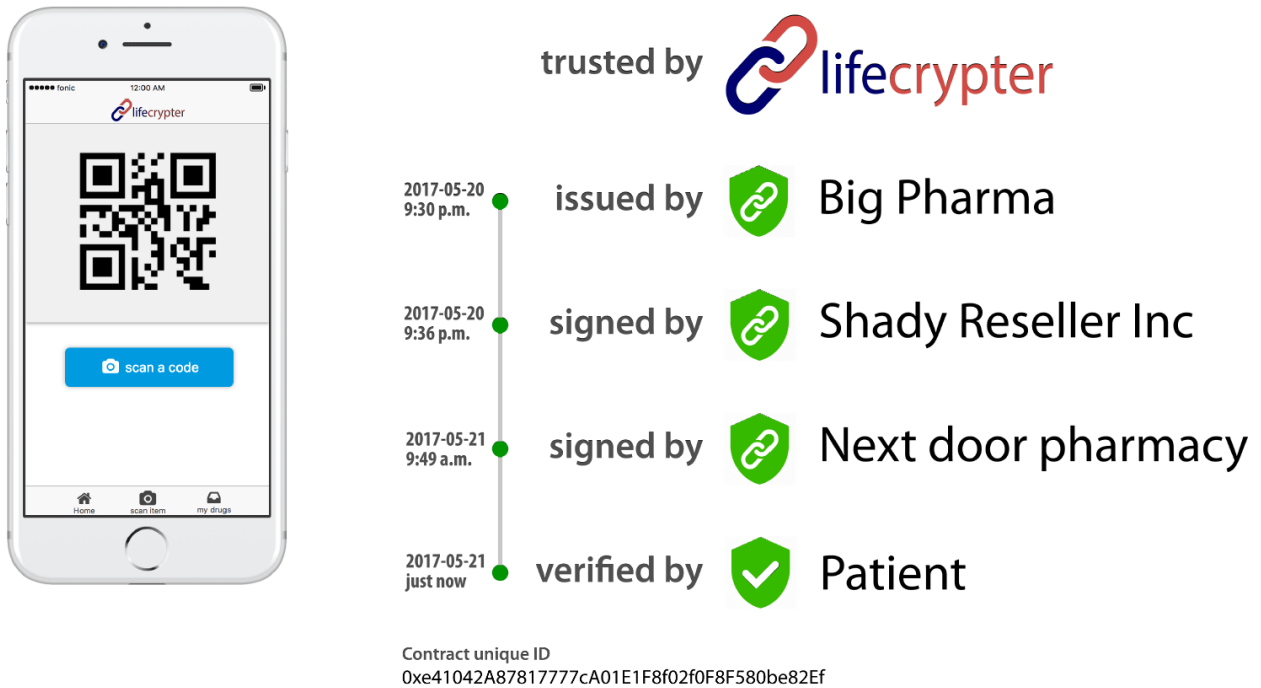 fonic 12:00 AM
lifecrypter
scan a code
Home scan item my drugs
trusted by lifecrypter
2017-05-20
9:30 p.m.
issued by Big Pharma
2017-05-20
9:36 p.m.
signed by Shady Reseller Inc
2017-05-21
9:49 a.m.
signed by Next door pharmacy
2017-05-21
just now
verified by Patient
Contract unique ID
0xe41042A87817777cA01E1F8f02f0F8F580be82Ef